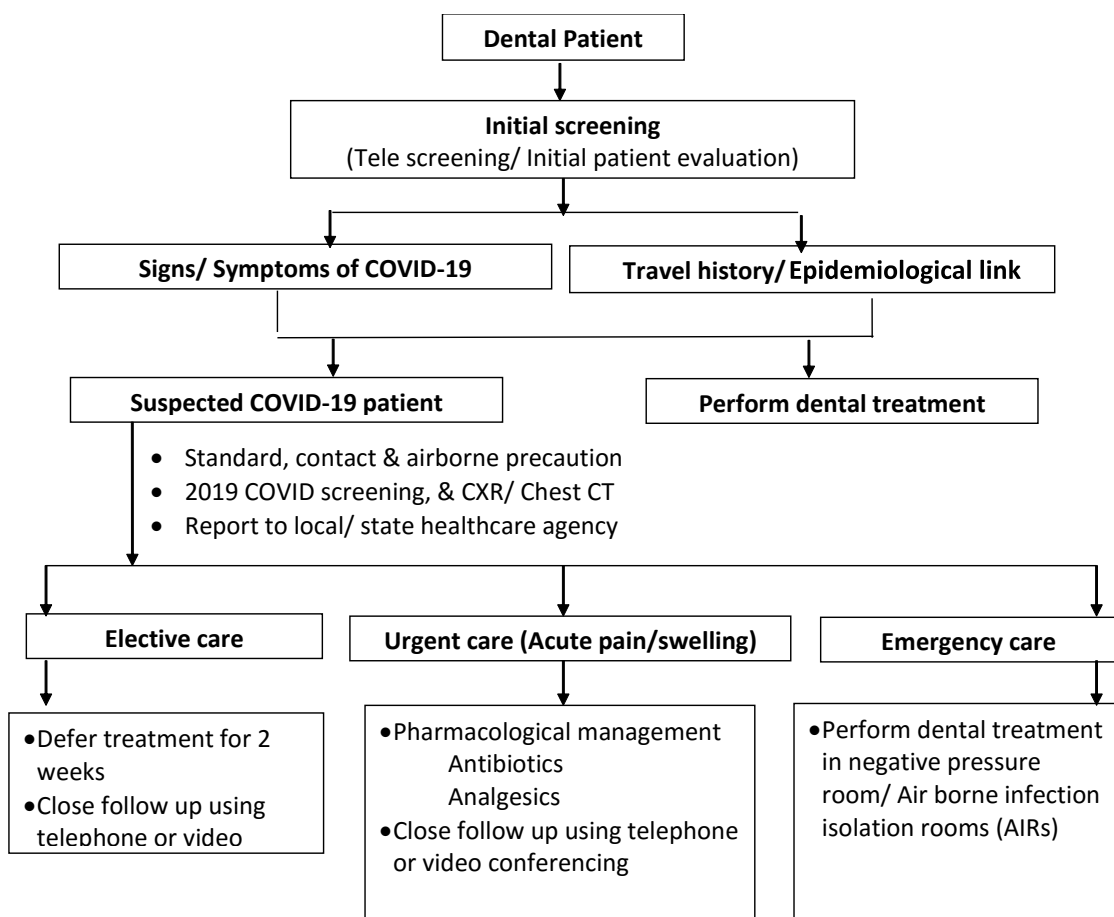 Dental Patient
Initial screening
(Tele screening/ Initial patient evaluation)
Signs/ Symptoms of COVID-19
Travel history/ Epidemiological link
Suspected COVID-19 patient
Perform dental treatment
• Standard, contact & airborne precaution
• 2019 COVID screening, & CXR/ Chest CT
• Report to local/ state healthcare agency
Elective care
Urgent care (Acute pain/swelling)
Emergency care
•Defer treatment for 2
weeks
•Close follow up using
telephone or video
•Pharmacological management
Antibiotics
Analgesics
•Close follow up using telephone
or video conferencing
•Perform dental treatment
in negative pressure
room/ Air borne infection
isolation rooms (AIRs)